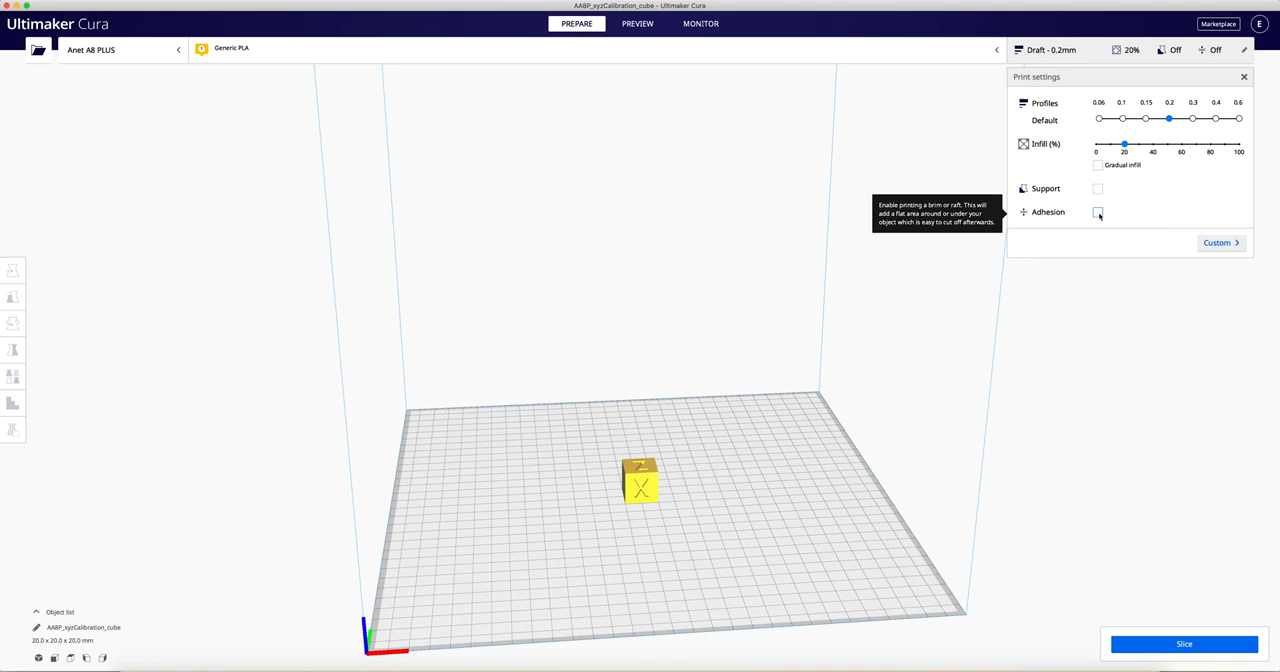 AA8P_xyzCalibration_cube - Ultimaker Cura
Ultimaker Cura
PREPARE
PREVIEW
MONITOR
Marketplace
E
Anet A8 PLUS
1
Generic PLA
Draft - 0.2mm
20%
Off
Off
Print settings
Profiles
0.06 0.1 0.15 0.2 0.3 0.4 0.6
Default
Infill (%)
0 20 40 60 80 100
Gradual infill
Support
Enable printing a brim or raft. This will
add a flat area around or under your
object which is easy to cut off afterwards.
Adhesion
Custom
Z
X
Object list
AA8P_xyzCalibration_cube
20.0 x 20.0 x 20.0 mm
Slice